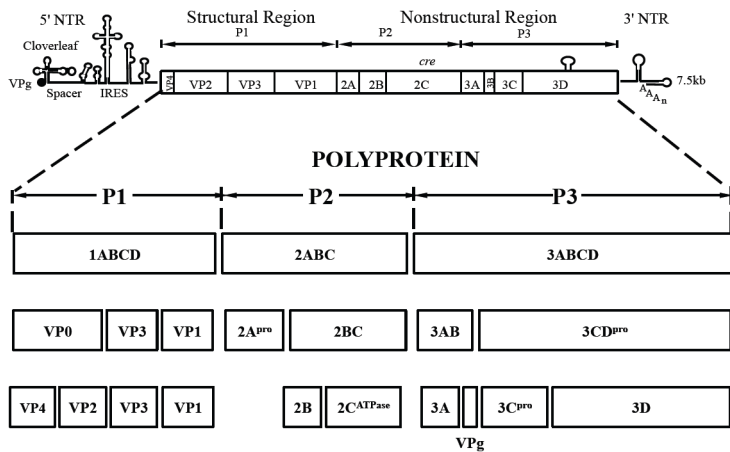 5' NTR
Structural Region
Nonstructural Region
3' NTR
Cloverleaf
P1
P2
P3
cre
VPg
Spacer
IRES
VP4
VP2
VP3
VP1
2A
2B
2C
3A
3B
3C
3D
AAAn
7.5kb
POLYPROTEIN
P1
P2
P3
1ABCD
2ABC
3ABCD
VP0
VP3
VP1
2Apro
2BC
3AB
3CDpro
VP4
VP2
VP3
VP1
2B
2CATPase
3A
3Cpro
3D
VPg